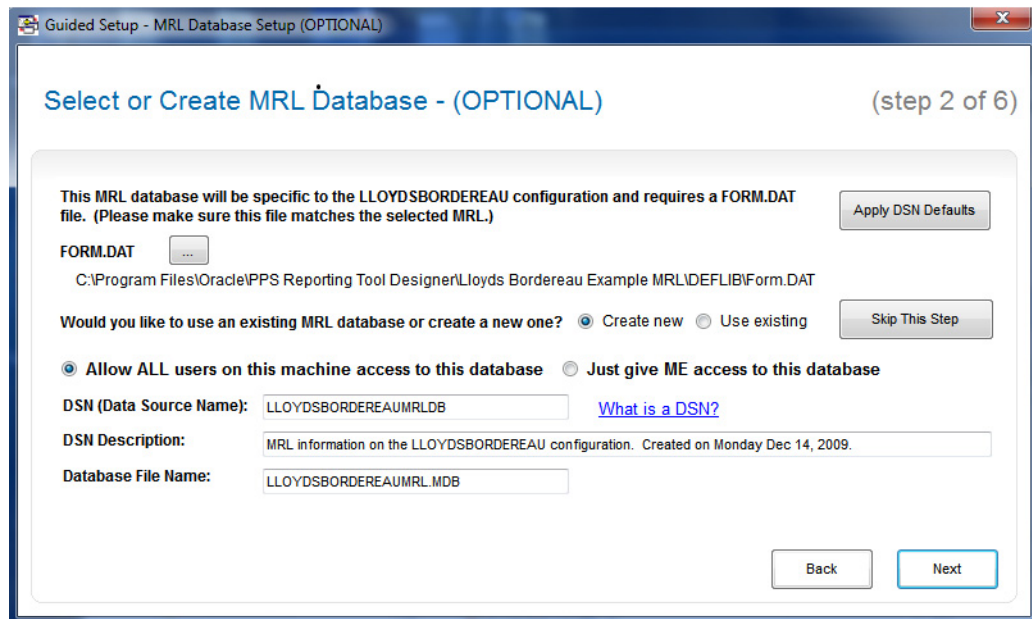 Guided Setup - MRL Database Setup (OPTIONAL)
x
Select or Create MRL Database - (OPTIONAL)
(step 2 of 6)
This MRL database will be specific to the LLOYDSBORDEREAU configuration and requires a FORM.DAT
file. (Please make sure this file matches the selected MRL.)
Apply DSN Defaults
FORM.DAT ...
C:\Program Files\Oracle\PPS Reporting Tool Designer\Lloyds Bordereau Example MRL\DEFLIB\Form.DAT
Would you like to use an existing MRL database or create a new one? Create new Use existing
Skip This Step
Allow ALL users on this machine access to this database Just give ME access to this database
DSN (Data Source Name): LLOYDSBORDEREAUMRLDB What is a DSN?
DSN Description: MRL information on the LLOYDSBORDEREAU configuration. Created on Monday Dec 14, 2009.
Database File Name: LLOYDSBORDEREAUMRL.MDB
Back Next